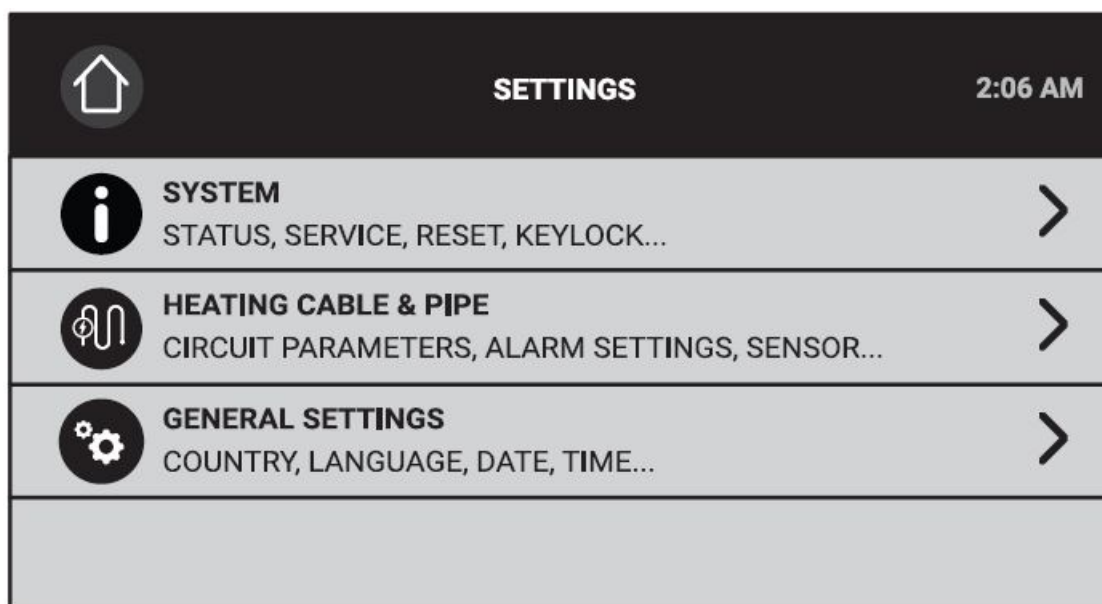 SETTINGS
2:06 AM
SYSTEM
STATUS, SERVICE, RESET, KEYLOCK...
HEATING CABLE & PIPE
CIRCUIT PARAMETERS, ALARM SETTINGS, SENSOR...
GENERAL SETTINGS
COUNTRY, LANGUAGE, DATE, TIME...